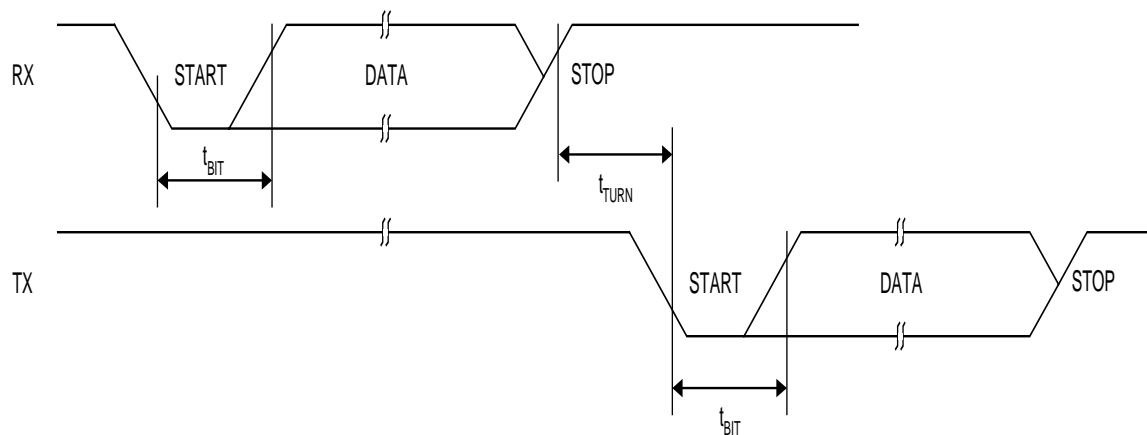 RX
START
DATA
STOP
tBIT
tTURN
TX
START
DATA
STOP
tBIT